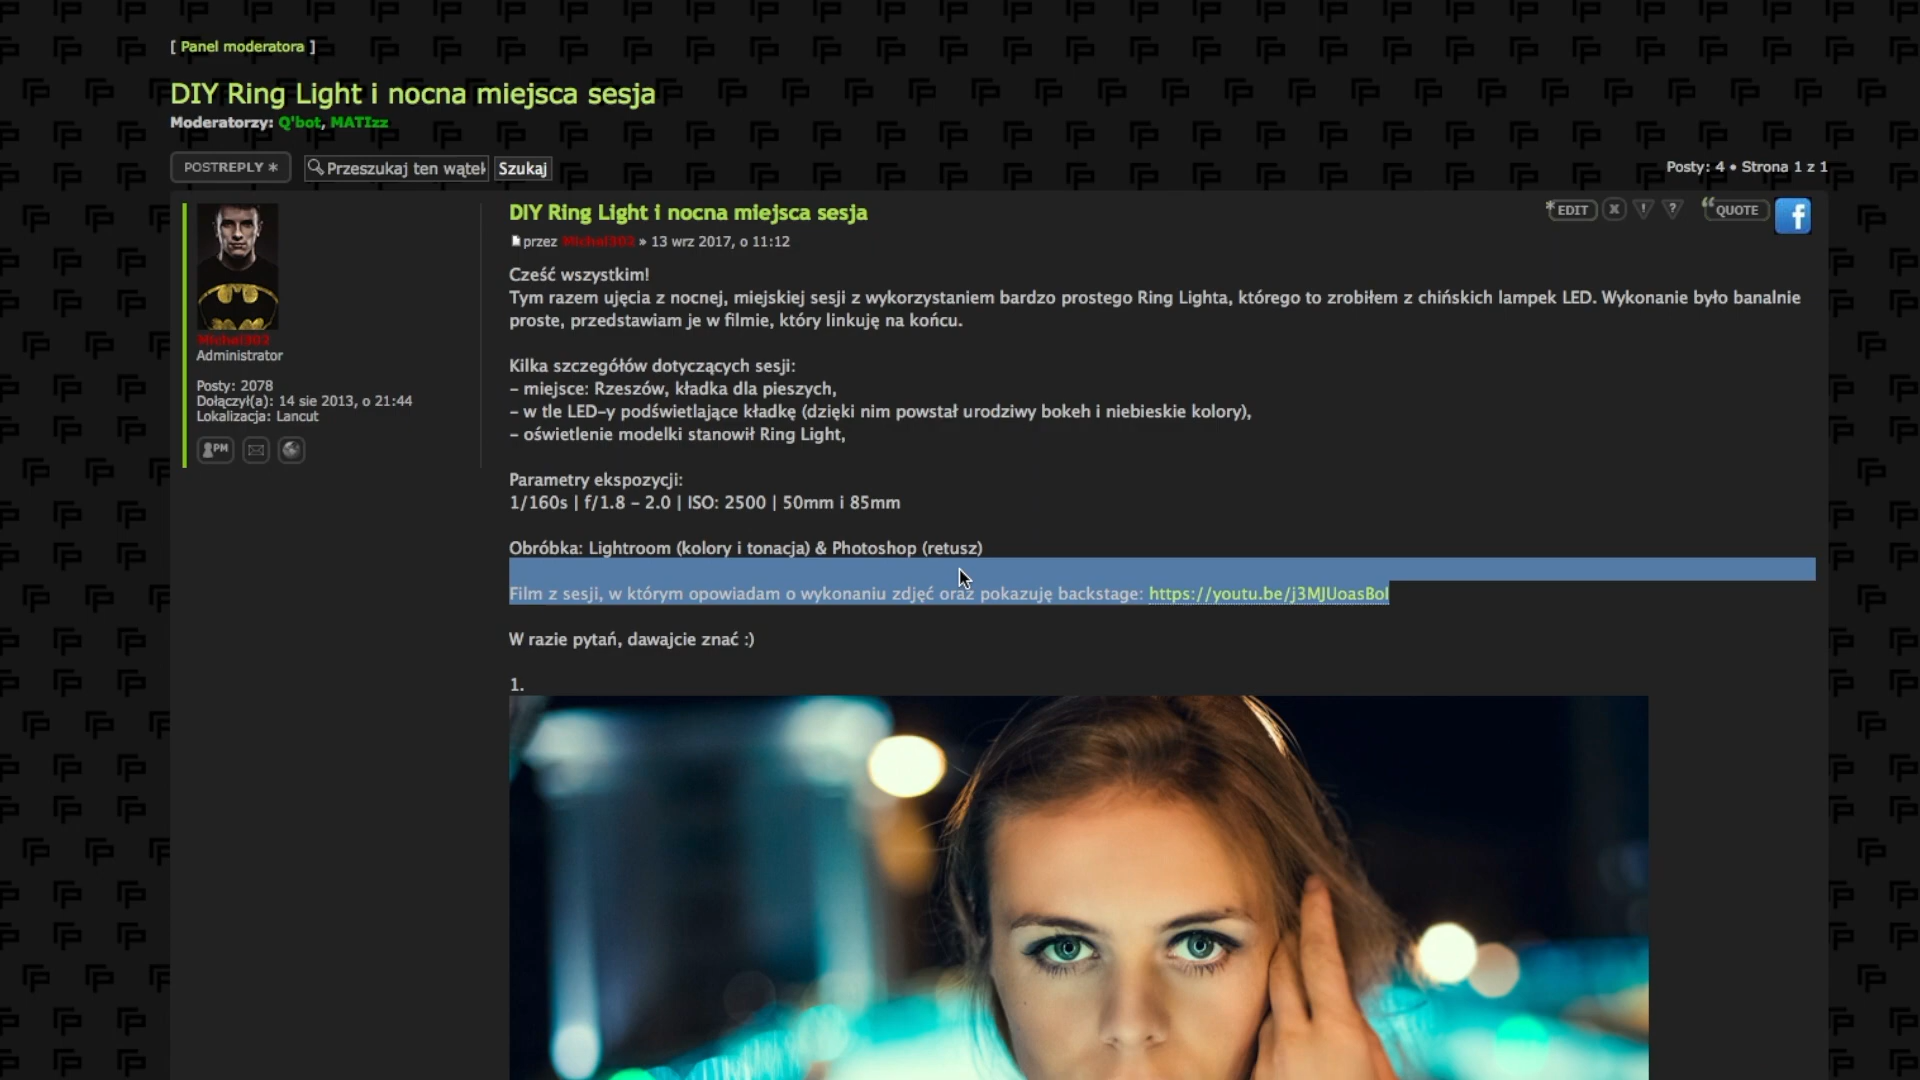 [ Panel moderatora ]
DIY Ring Light i nocna miejsca sesja
Moderatorzy: Q'bot, MATIzz
POSTREPLY *
Przeszukaj ten wątek
Szukaj
Posty: 4 • Strona 1 z 1
Michal302
Administrator
Posty: 2078
Dołączył(a): 14 sie 2013, o 21:44
Lokalizacja: Lancut
PM
DIY Ring Light i nocna miejsca sesja
*EDIT X ! ? QUOTE f
przez Michal302 » 13 wrz 2017, o 11:12
Cześć wszystkim!
Tym razem ujęcia z nocnej, miejskiej sesji z wykorzystaniem bardzo prostego Ring Lighta, którego to zrobiłem z chińskich lampek LED. Wykonanie było banalnie
proste, przedstawiam je w filmie, który linkuję na końcu.
Kilka szczegółów dotyczących sesji:
- miejsce: Rzeszów, kładka dla pieszych,
- w tle LED-y podświetlające kładkę (dzięki nim powstał urodziwy bokeh i niebieskie kolory),
- oświetlenie modelki stanowił Ring Light,
Parametry ekspozycji:
1/160s | f/1.8 - 2.0 | ISO: 2500 | 50mm i 85mm
Obróbka: Lightroom (kolory i tonacja) & Photoshop (retusz)
Film z sesji, w którym opowiadam o wykonaniu zdjęć oraz pokazuję backstage: https://youtu.be/j3MJUoasBoI
W razie pytań, dawajcie znać :)
1.